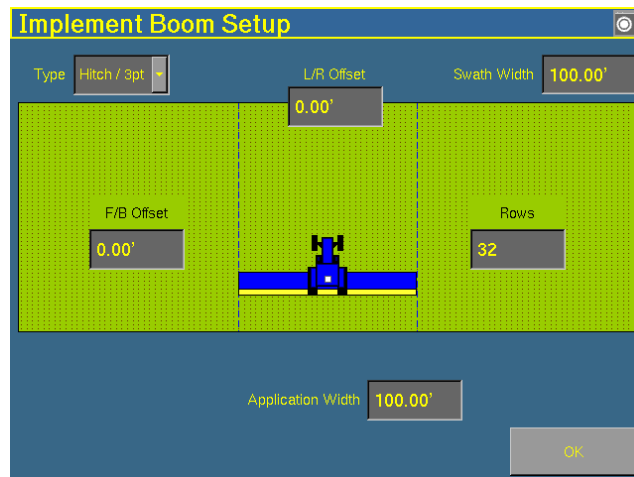 Implement Boom Setup
Type Hitch / 3pt
L/R Offset
0.00'
Swath Width 100.00'
F/B Offset
0.00'
Rows
32
Application Width 100.00'
OK